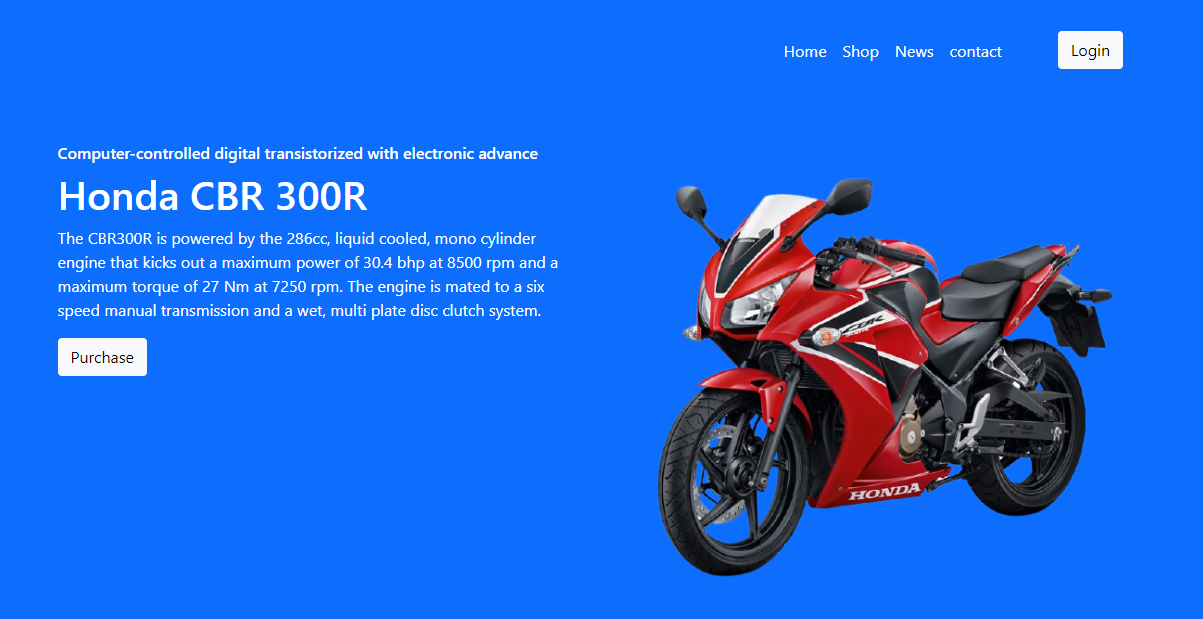 Home Shop News contact Login
Computer-controlled digital transistorized with electronic advance
Honda CBR 300R
The CBR300R is powered by the 286cc, liquid cooled, mono cylinder
engine that kicks out a maximum power of 30.4 bhp at 8500 rpm and a
maximum torque of 27 Nm at 7250 rpm. The engine is mated to a six
speed manual transmission and a wet, multi plate disc clutch system.
Purchase
HONDA
CBR
HONDA